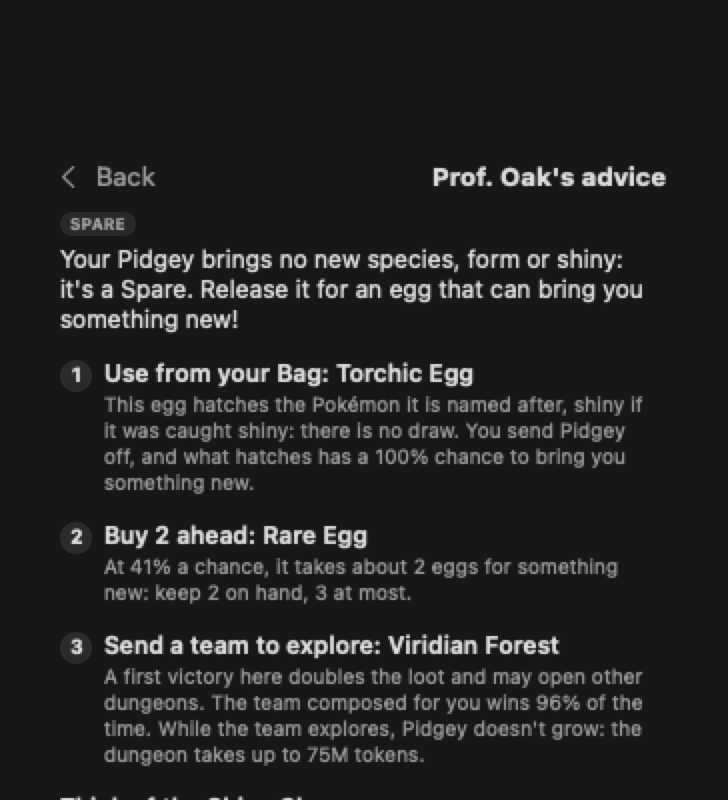 Back
Prof. Oak's advice
SPARE
Your Pidgey brings no new species, form or shiny:
it's a Spare. Release it for an egg that can bring you
something new!
1 Use from your Bag: Torchic Egg
This egg hatches the Pokémon it is named after, shiny if
it was caught shiny: there is no draw. You send Pidgey
off, and what hatches has a 100% chance to bring you
something new.
2 Buy 2 ahead: Rare Egg
At 41% a chance, it takes about 2 eggs for something
new: keep 2 on hand, 3 at most.
3 Send a team to explore: Viridian Forest
A first victory here doubles the loot and may open other
dungeons. The team composed for you wins 96% of the
time. While the team explores, Pidgey doesn't grow: the
dungeon takes up to 75M tokens.